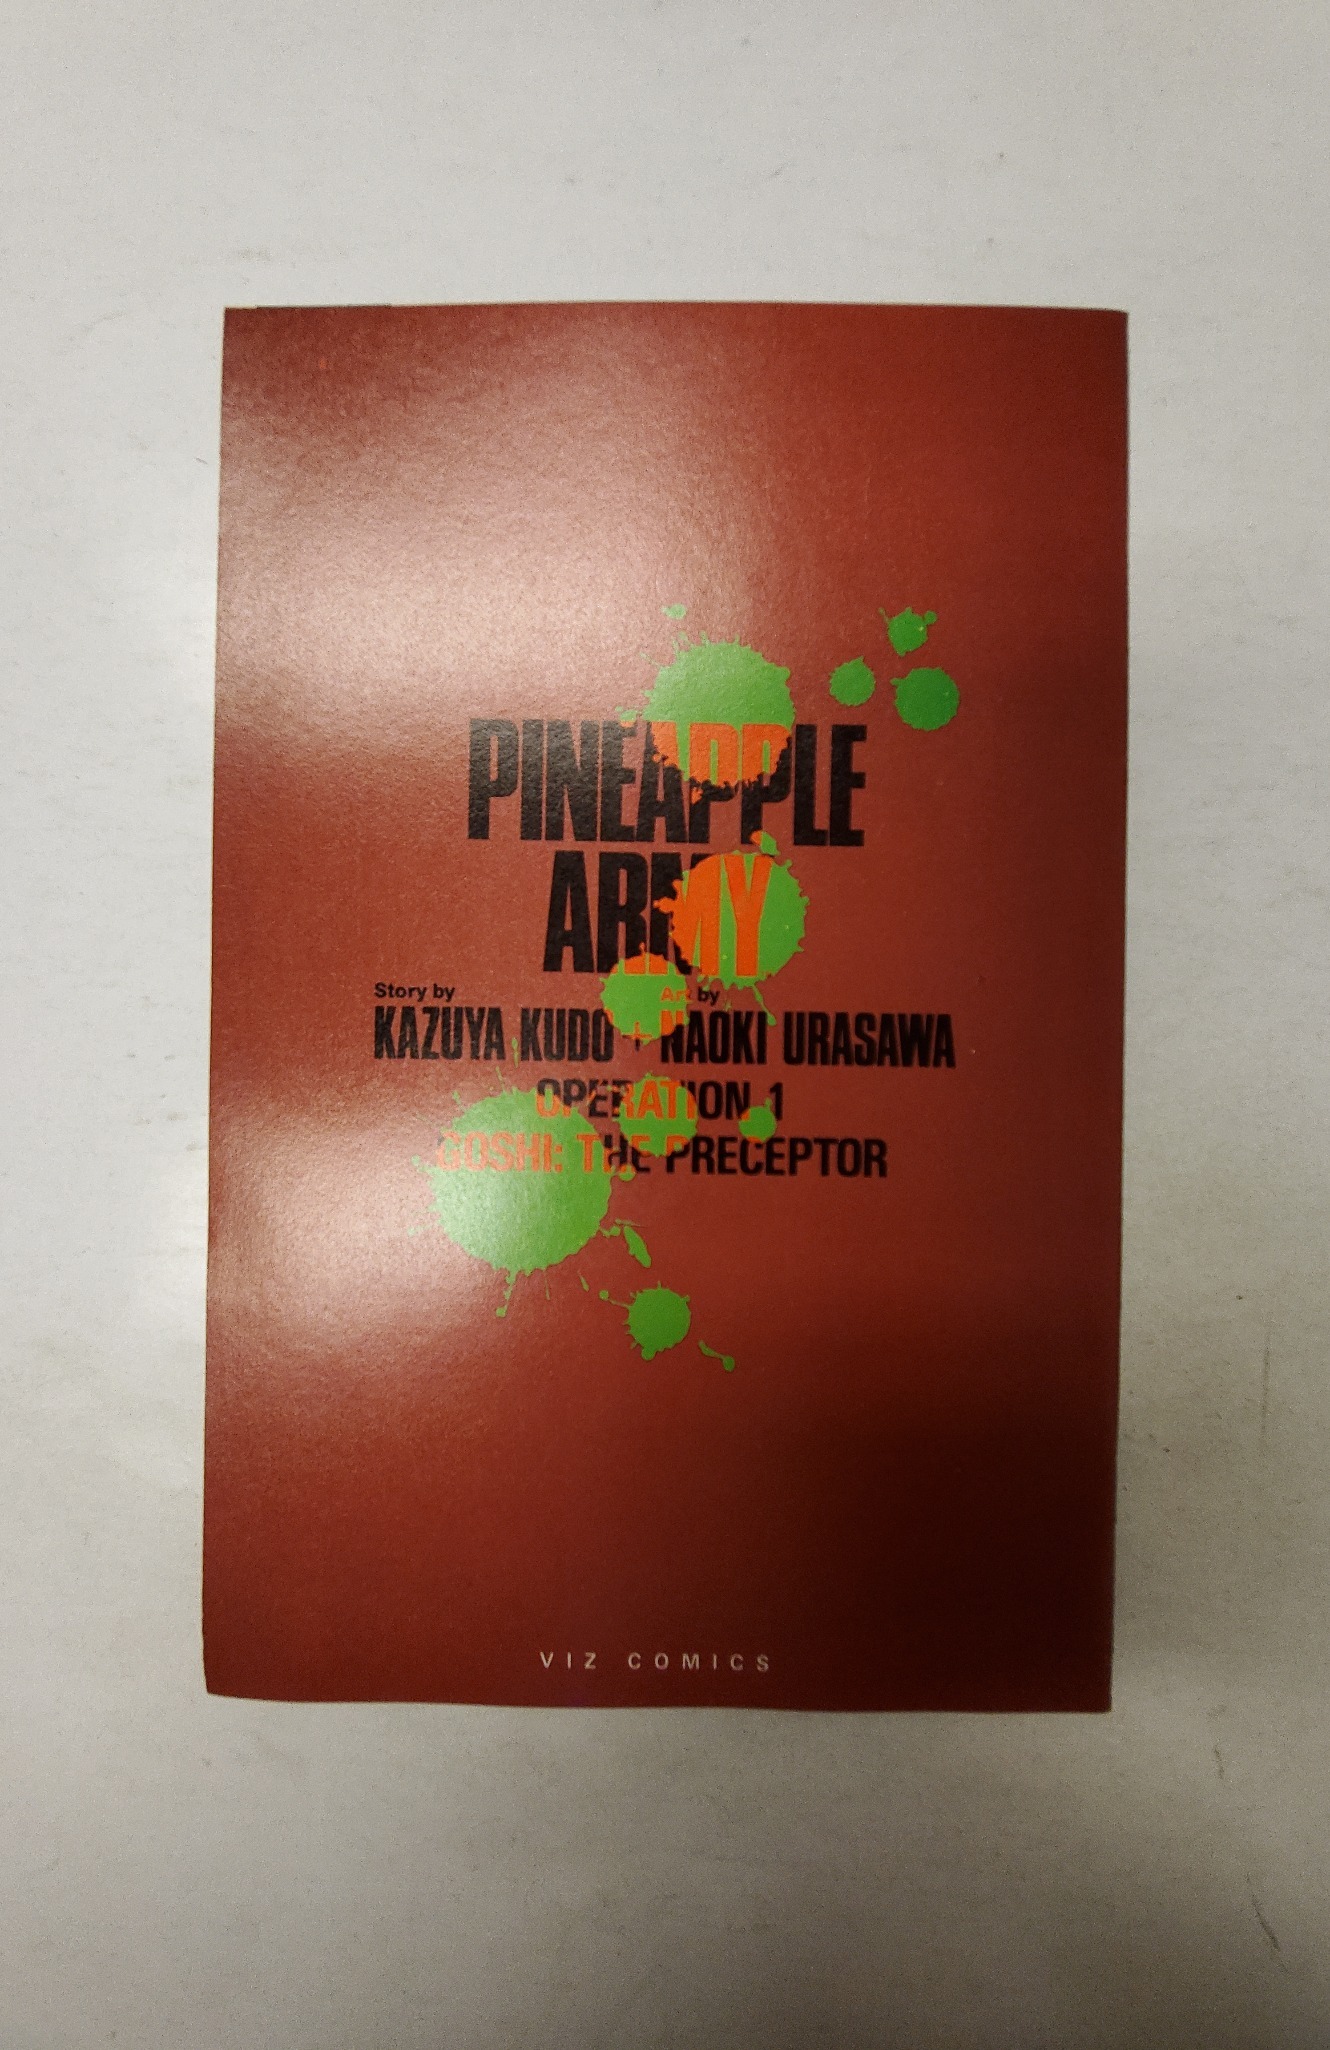 PINEAPPLE
ARMY
Story by Art by
KAZUYA KUDO + NAOKI URASAWA
OPERATION 1
GOSHI: THE PRECEPTOR
VIZ COMICS